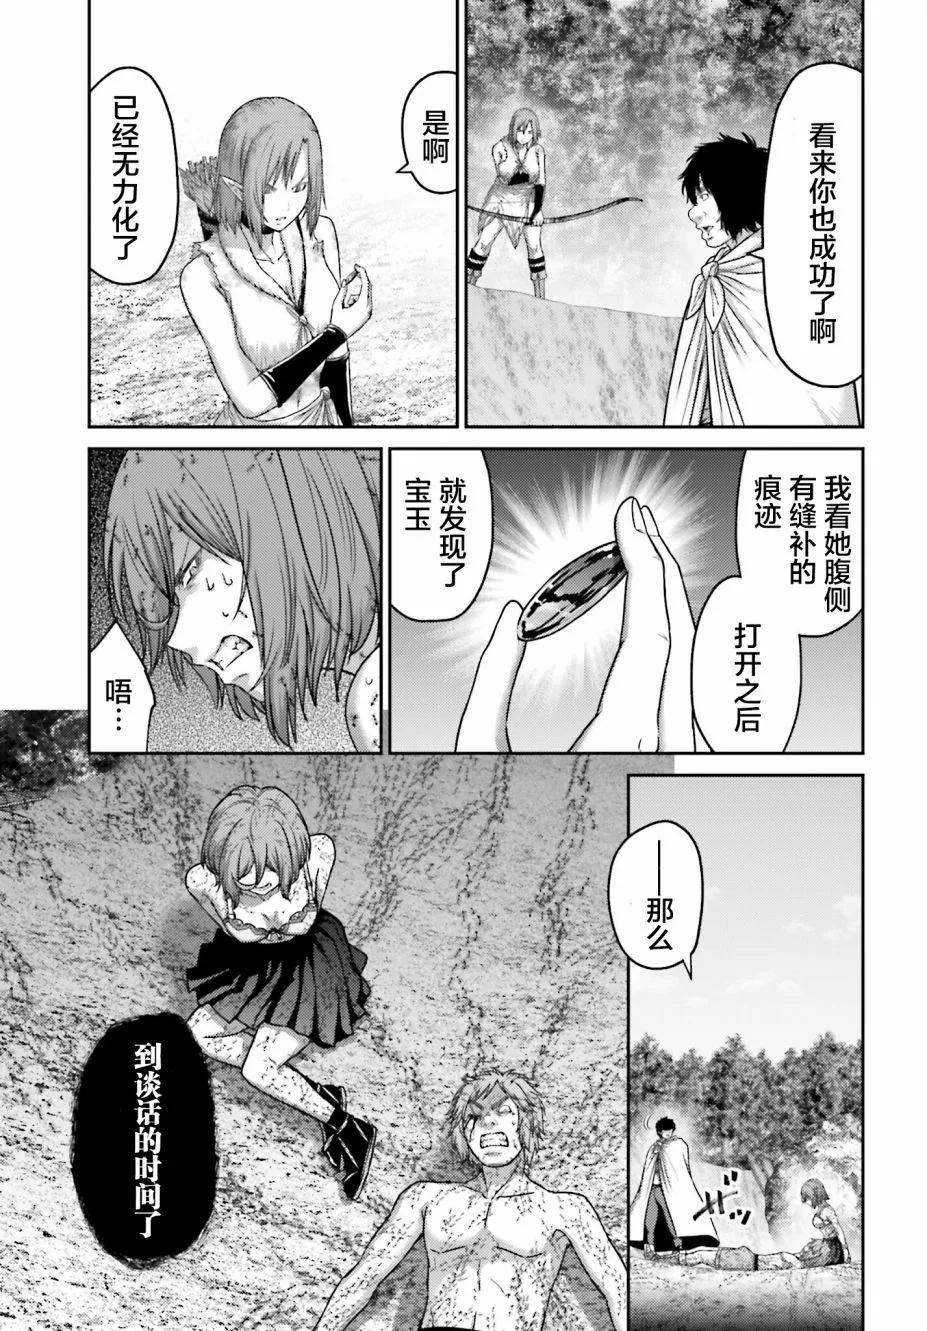 看来你也成功了啊
是啊
已经无力化了
我看她腹侧
有缝补的
痕迹
打开之后
就发现了
宝玉
唔…
——那么
到谈话的时间了